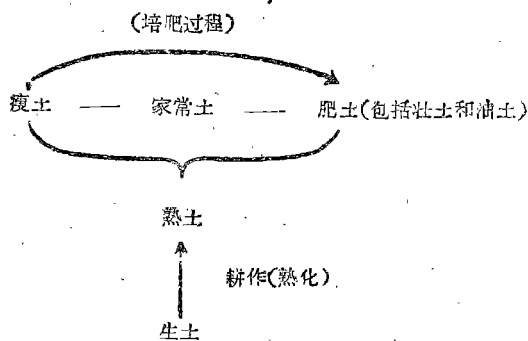 (培肥过程)
瘦土 —— 家常土 —— 肥土(包括壮土和油土)
熟土
耕作(熟化)
生土